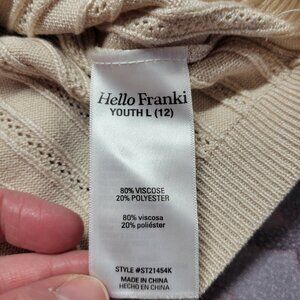 Hello Franki
YOUTH L (12)
80% VISCOSE
20% POLYESTER
80% viscosa
20% poliéster
STYLE #ST21454K
MADE IN CHINA
HECHO EN CHINA